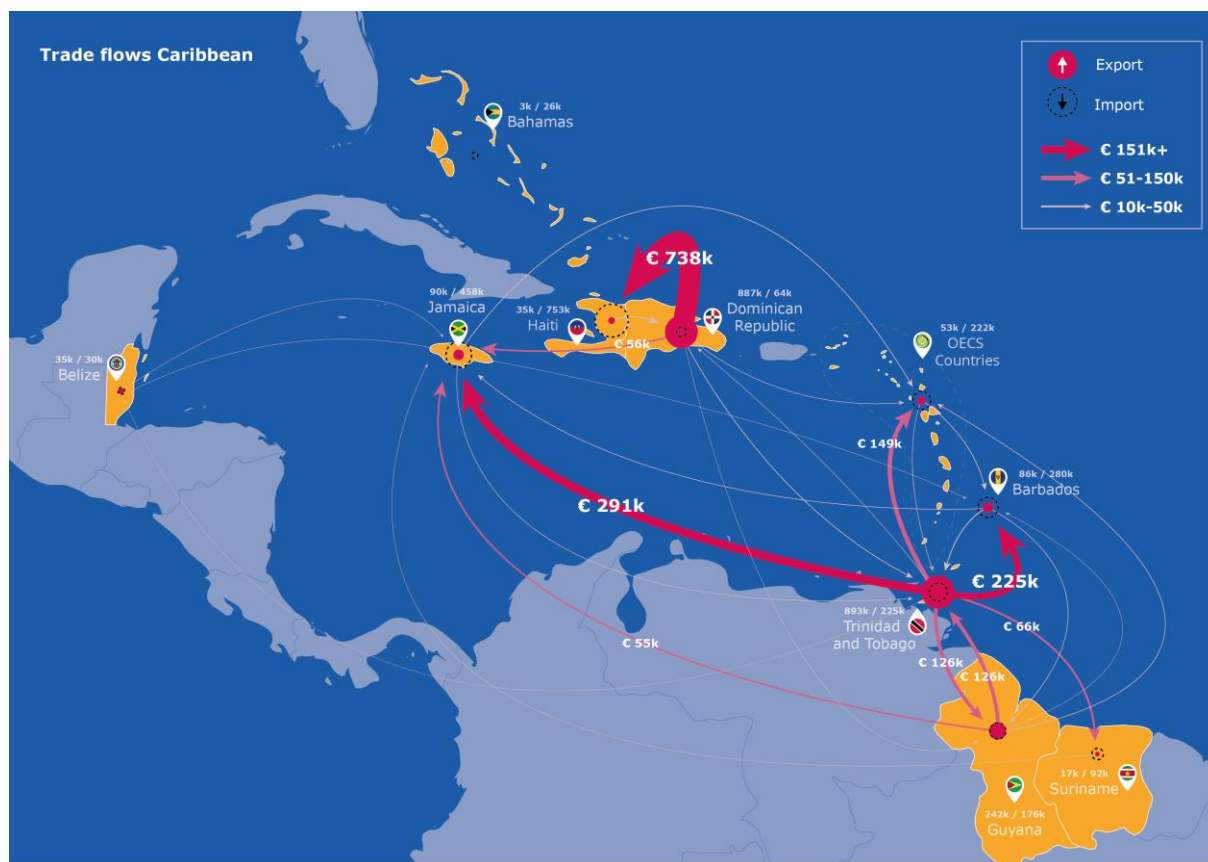 Trade flows Caribbean
Export
Import
€ 151k+
€ 51-150k
€ 10k-50k
3k / 26k
Bahamas
€ 738k
90k / 458k
Jamaica
35k / 753k
Haiti
887k / 64k
Dominican
Republic
€ 56k
53k / 222k
OECS
Countries
35k / 30k
Belize
€ 149k
86k / 280k
Barbados
€ 291k
€ 225k
893k / 225k
Trinidad
and Tobago
€ 66k
€ 55k
€ 126k
€ 126k
17k / 92k
Suriname
242k / 176k
Guyana